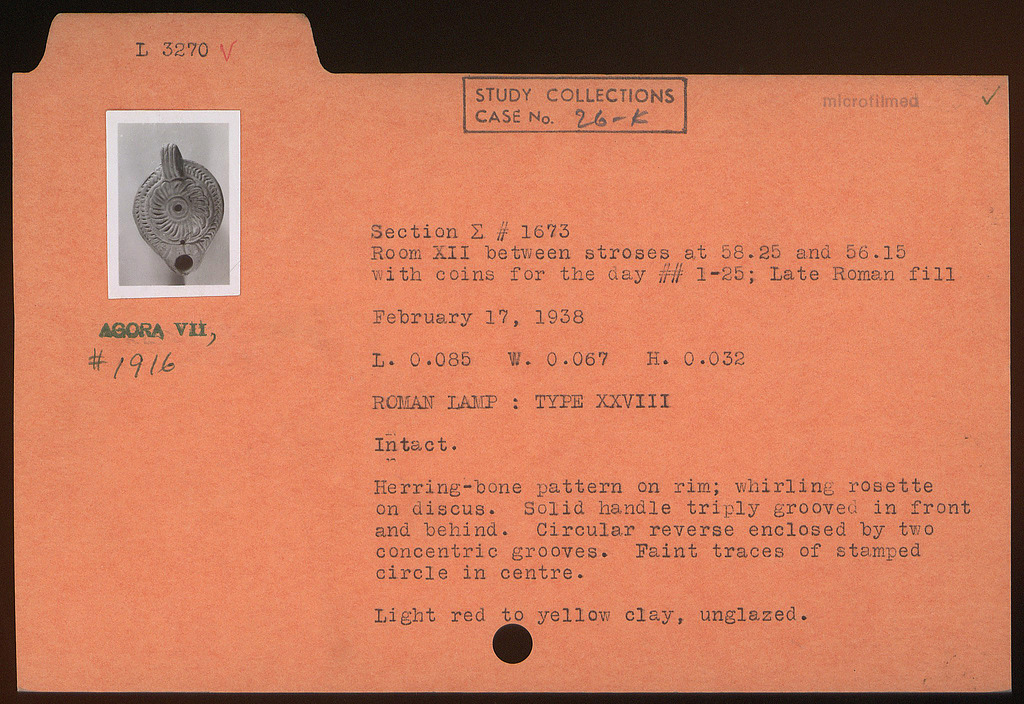 L 3270 √
STUDY COLLECTIONS
CASE No. 26-K
microfilmed ✓
Section Σ # 1673
Room XII between stroses at 58.25 and 56.15
with coins for the day ## 1-25; Late Roman fill
February 17, 1938
L. 0.085 W. 0.067 H. 0.032
ROMAN LAMP : TYPE XXVIII
Intact.
Herring-bone pattern on rim; whirling rosette
on discus. Solid handle triply grooved in front
and behind. Circular reverse enclosed by two
concentric grooves. Faint traces of stamped
circle in centre.
Light red to yellow clay, unglazed.
AGORA VII,
# 1916